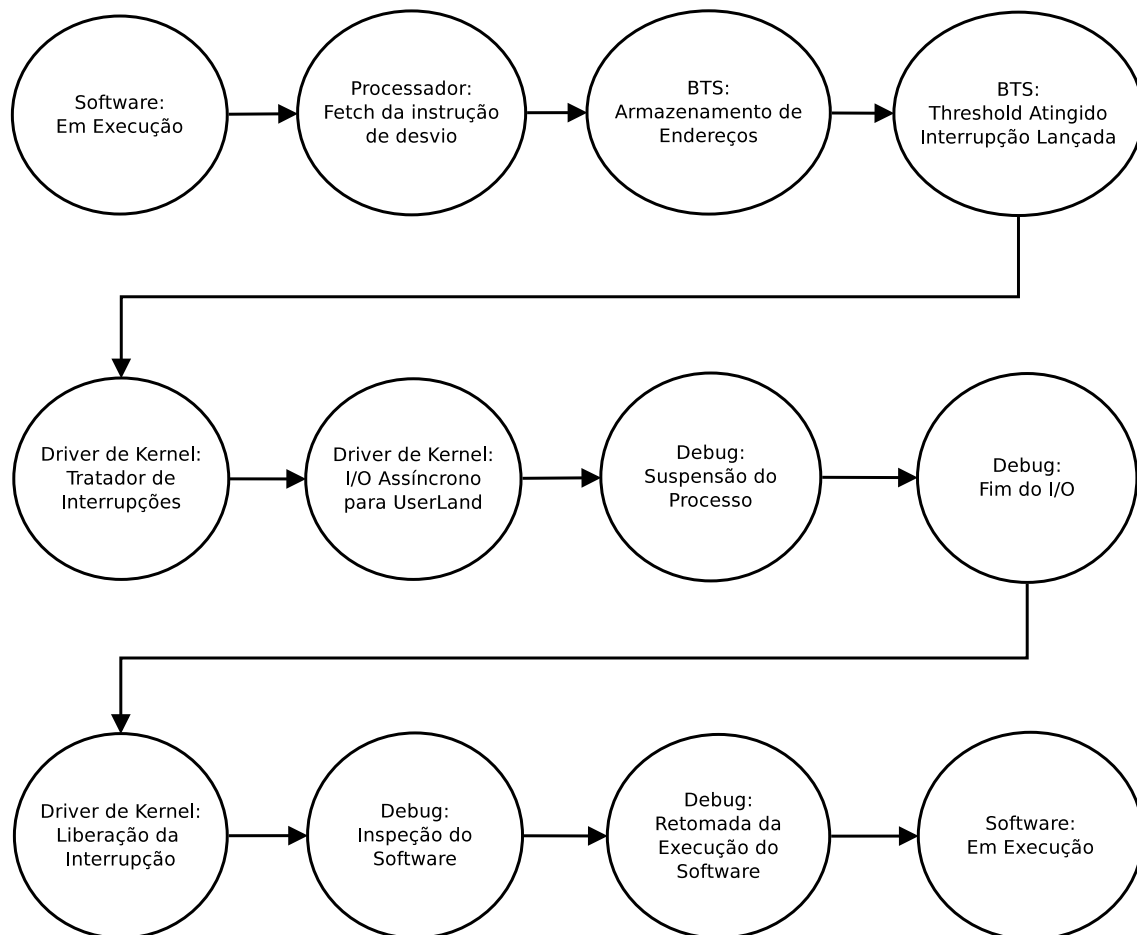 Software:
Em Execução
Processador:
Fetch da instrução
de desvio
BTS:
Armazenamento de
Endereços
BTS:
Threshold Atingido
Interrupção Lançada
Driver de Kernel:
Tratador de
Interrupções
Driver de Kernel:
I/O Assíncrono
para UserLand
Debug:
Suspensão do
Processo
Debug:
Fim do I/O
Driver de Kernel:
Liberação da
Interrupção
Debug:
Inspeção do
Software
Debug:
Retomada da
Execução do
Software
Software:
Em Execução